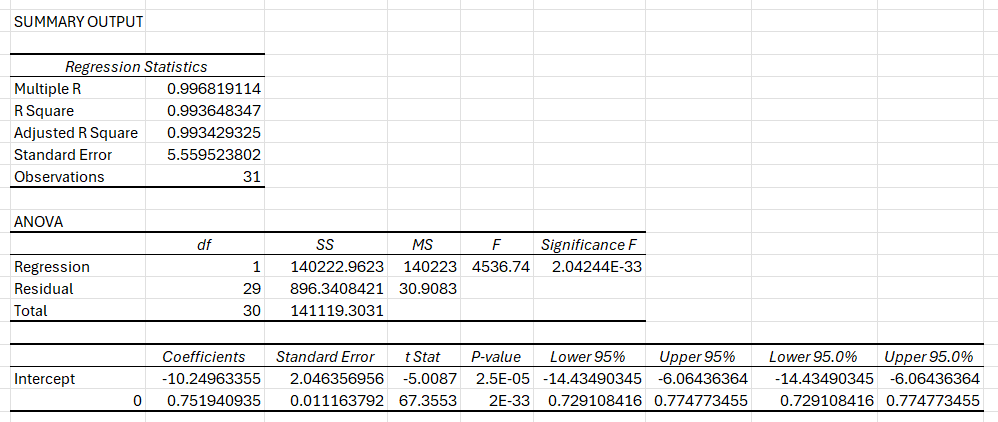 SUMMARY OUTPUT
Regression Statistics
Multiple R 0.996819114
R Square 0.993648347
Adjusted R Square 0.993429325
Standard Error 5.559523802
Observations 31
ANOVA
df SS MS F Significance F
Regression 1 140222.9623 140223 4536.74 2.04244E-33
Residual 29 896.3408421 30.9083
Total 30 141119.3031
Coefficients Standard Error t Stat P-value Lower 95% Upper 95% Lower 95.0% Upper 95.0%
Intercept -10.24963355 2.046356956 -5.0087 2.5E-05 -14.43490345 -6.06436364 -14.43490345 -6.06436364
0 0.751940935 0.011163792 67.3553 2E-33 0.729108416 0.774773455 0.729108416 0.774773455